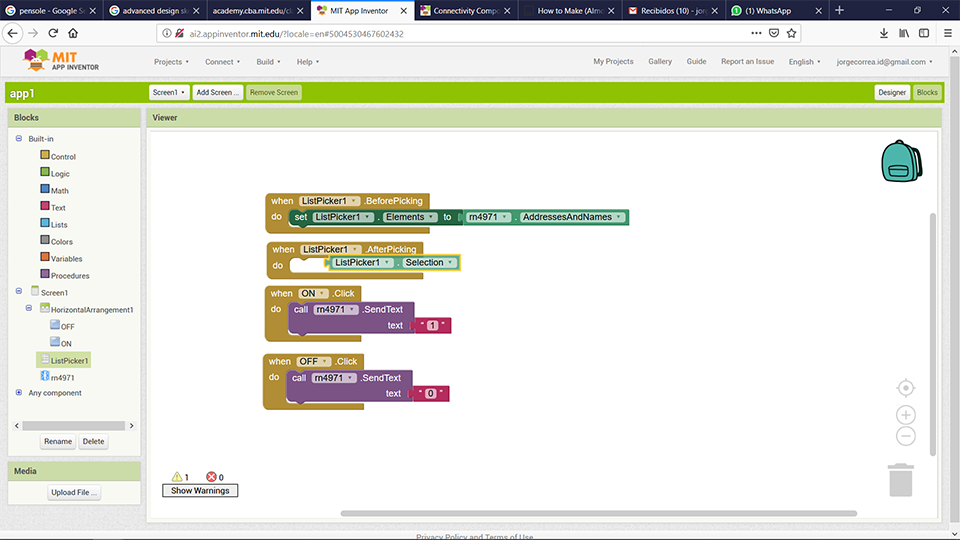 pensole - Google S
advanced design sk
academy.cba.mit.edu/cl
MIT App Inventor
Connectivity Compo
How to Make (Almo
Recibidos (10) - jor
(1) WhatsApp
ai2.appinventor.mit.edu/?locale=en#5004530467602432
MIT
APP INVENTOR
Projects
Connect
Build
Help
My Projects
Gallery
Guide
Report an Issue
English
jorgecorrea.id@gmail.com
app1
Screen1
Add Screen ...
Remove Screen
Designer
Blocks
Blocks
Viewer
Built-in
Control
Logic
Math
Text
Lists
Colors
Variables
Procedures
Screen1
HorizontalArrangement1
OFF
ON
ListPicker1
rn4971
Any component
Rename
Delete
Media
Upload File ...
when ListPicker1 .BeforePicking
do set ListPicker1 . Elements to rn4971 . AddressesAndNames
when ListPicker1 .AfterPicking
do ListPicker1 . Selection
when ON .Click
do call rn4971 .SendText
text " 1 "
when OFF .Click
do call rn4971 .SendText
text " 0 "
1
0
Show Warnings
Privacy Policy and Terms of Use